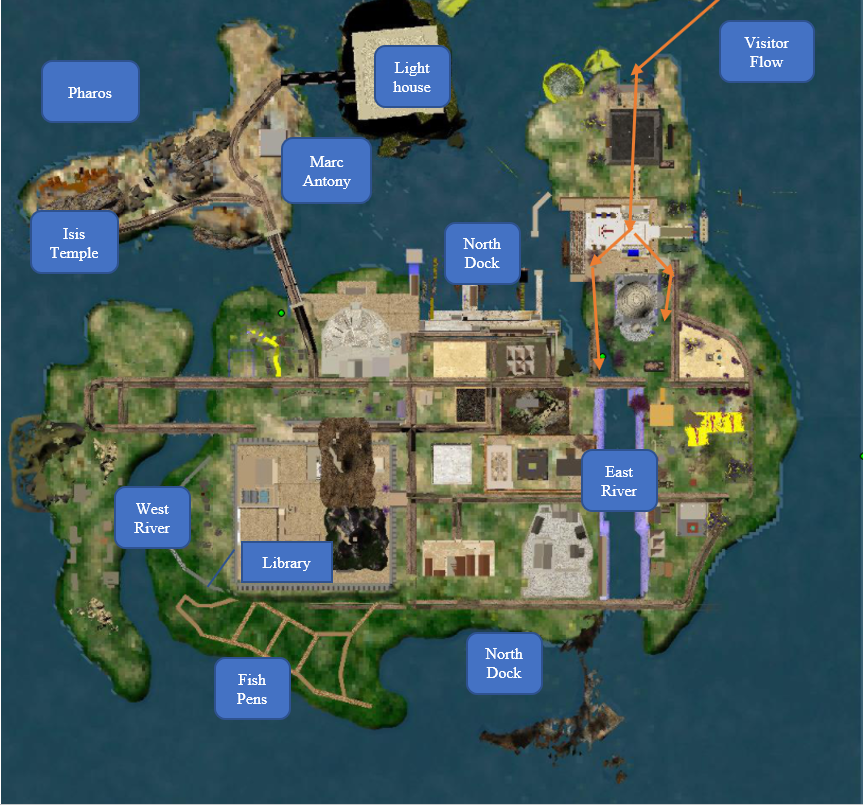 Visitor
Flow
Light
house
Pharos
Marc
Antony
Isis
Temple
North
Dock
East
River
West
River
Library
North
Dock
Fish
Pens